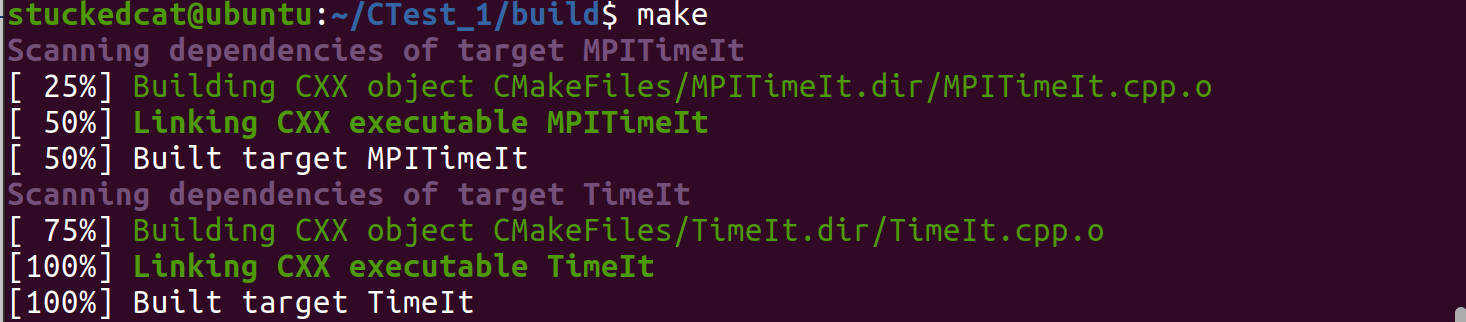 stuckedcat@ubuntu:~/CTest_1/build$ make
Scanning dependencies of target MPITimeIt
[ 25%] Building CXX object CMakeFiles/MPITimeIt.dir/MPITimeIt.cpp.o
[ 50%] Linking CXX executable MPITimeIt
[ 50%] Built target MPITimeIt
Scanning dependencies of target TimeIt
[ 75%] Building CXX object CMakeFiles/TimeIt.dir/TimeIt.cpp.o
[100%] Linking CXX executable TimeIt
[100%] Built target TimeIt